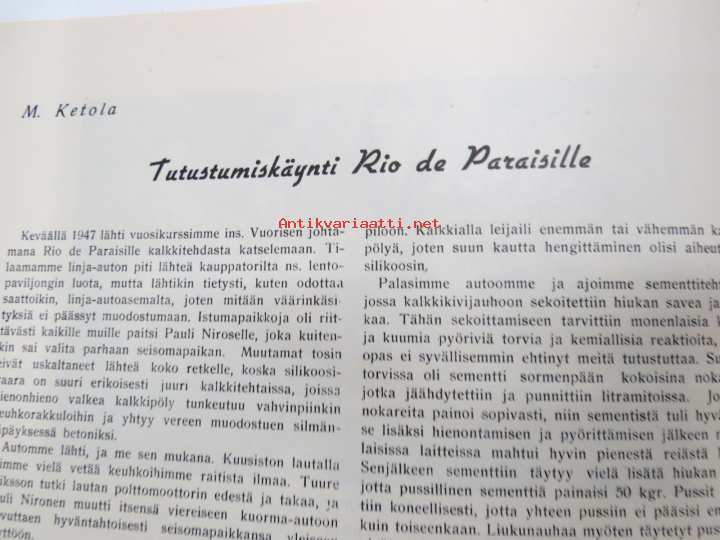 M. Ketola
Tutustumiskäynti Rio de Paraisille
Antikvariaatti.net
Keväällä 1947 lähti vuosikurssimme ins. Vuorisen johta-
mana Rio de Paraisille kalkkitehdasta katselemaan. Ti-
laamamme linja-auton piti lähteä kauppatorilta ns. lento-
paviljongin luota, mutta lähtikin tietysti, kuten odottaa
saattoikin, linja-autoasemalta, joten mitään väärinkäsi-
tyksiä ei päässyt muodostumaan. Istumapaikkoja oli riit-
tävästi kaikille muille paitsi Pauli Niroselle, joka kuiten-
kin sai valita parhaan seisomapaikan. Muutamat tosin
eivät uskaltaneet lähteä koko retkelle, koska silikoosi-
vaara on suuri erikoisesti juuri kalkkitehtaissa, joissa
hienonhieno valkea kalkkipöly tunkeutuu vahvinpiinkin
keuhkorakkuloihin ja yhtyy vereen muodostuen silmän-
räpäyksessä betoniksi.
Automme lähti, ja me sen mukana. Kuusiston lautalla
vielä vetää keuhkoihimme raitista ilmaa. Tuure
tutki lautan polttomoottorin edestä ja takaa, ja
Nironen muutti itsensä viereiseen kuorma-autoon
hyväntahtoisesti seisomapaikkansa
piloön. Kaikkialla leijaili enemmän tai vähemmän
pölyä, joten suun kautta hengittäminen olisi
silikoosin.
Palasimme autoomme ja ajoimme
jossa kalkkikivijauhoon sekoitettiin hiukan savea ja
kaa. Tähän sekoittamiseen tarvittiin monenlaisia
ja kuumia pyöriviä torvia ja kemiallisia reaktioita,
opas ei syvällisemmin ehtinyt meitä tutustuttaa.
torvissa oli sementti sormenpään kokoisina
jotka jäähdytettiin ja punnittiin litramitoissa.
nokareita painoi sopivasti, niin sementistä tuli
se lisäksi hienontamisen ja pyörittämisen jälkeen
laisissa laitteissa mahtui hyvin pienestä reiästä
Senjälkeen sementtiin täytyy vielä lisätä hiukan
jotta pussillinen sementtiä painaisi 50 kgr. Pussit
tiin koneellisesti, jotta yhteen pussiin ei pääsisi
kuin toiseenkaan. Liukunauhaa myöten täytetyt